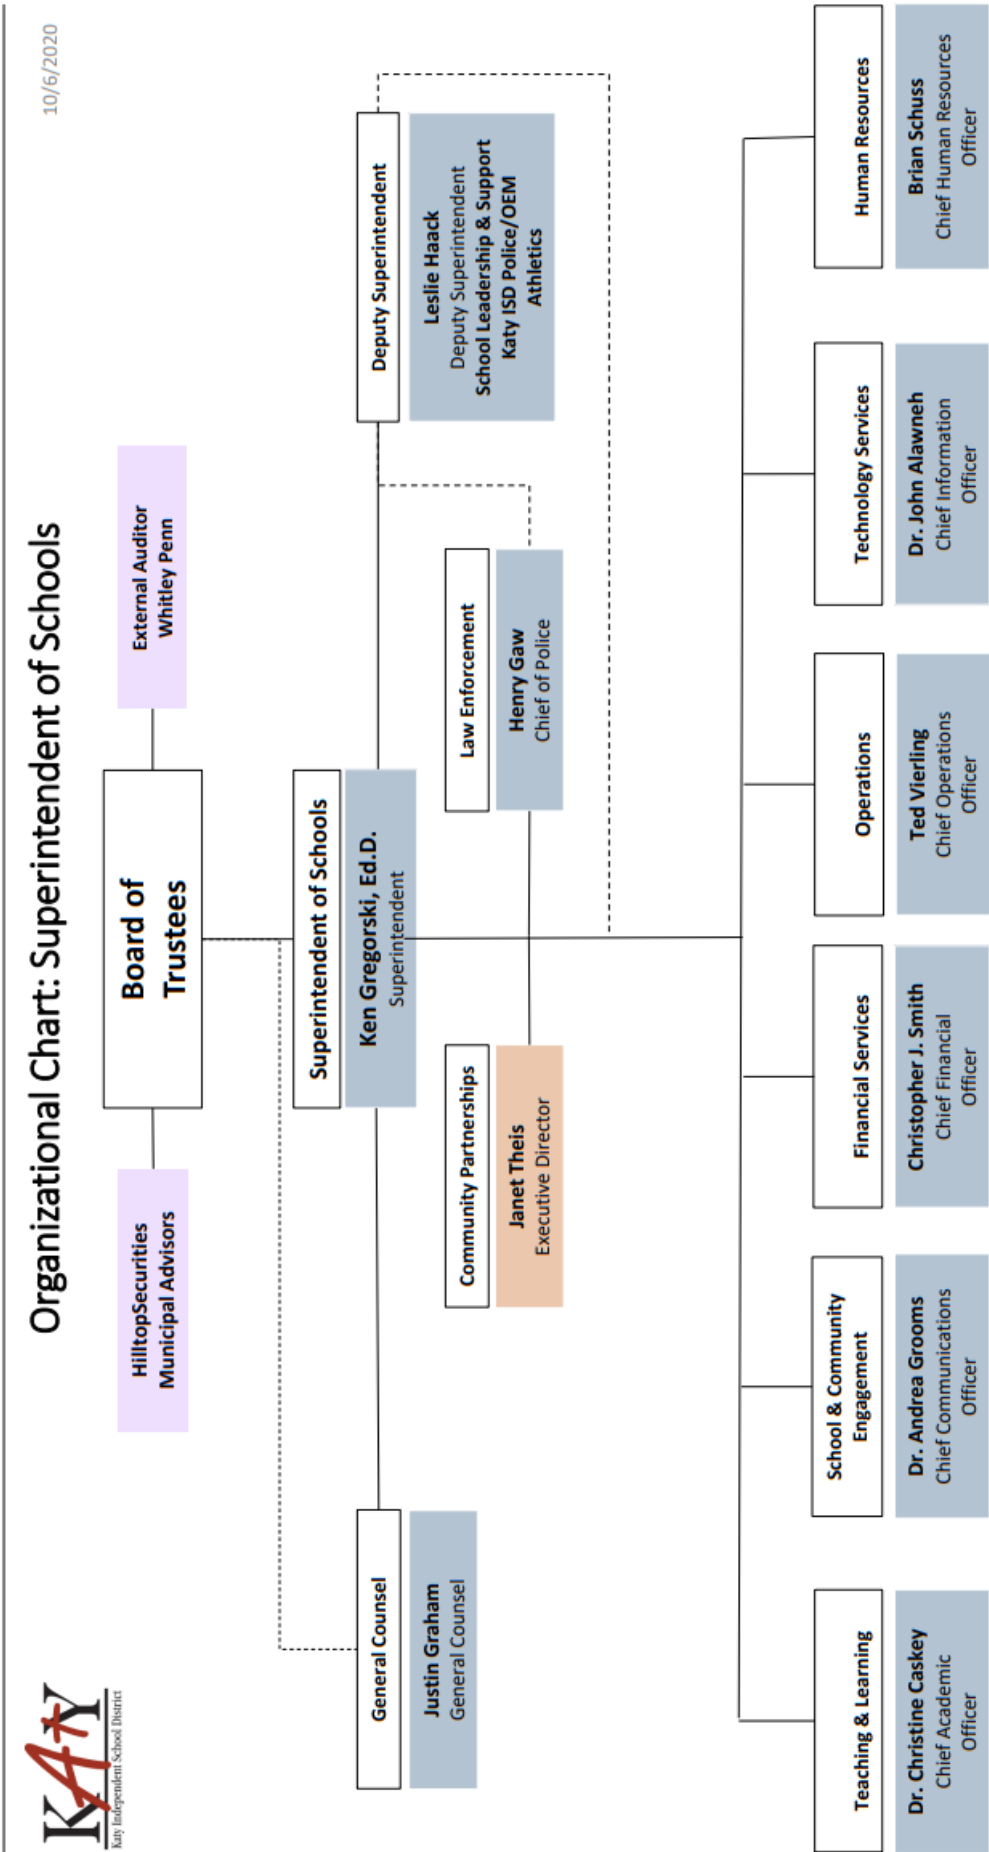 KAtY
Katy Independent School District
Organizational Chart: Superintendent of Schools
10/6/2020
HilltopSecurities
Municipal Advisors
Board of
Trustees
External Auditor
Whitley Penn
Superintendent of Schools
Ken Gregorski, Ed.D.
Superintendent
General Counsel
Justin Graham
General Counsel
Deputy Superintendent
Leslie Haack
Deputy Superintendent
School Leadership & Support
Katy ISD Police/OEM
Athletics
Community Partnerships
Janet Theis
Executive Director
Law Enforcement
Henry Gaw
Chief of Police
Teaching & Learning
Dr. Christine Caskey
Chief Academic
Officer
School & Community
Engagement
Dr. Andrea Grooms
Chief Communications
Officer
Financial Services
Christopher J. Smith
Chief Financial
Officer
Operations
Ted Vierling
Chief Operations
Officer
Technology Services
Dr. John Alawneh
Chief Information
Officer
Human Resources
Brian Schuss
Chief Human Resources
Officer